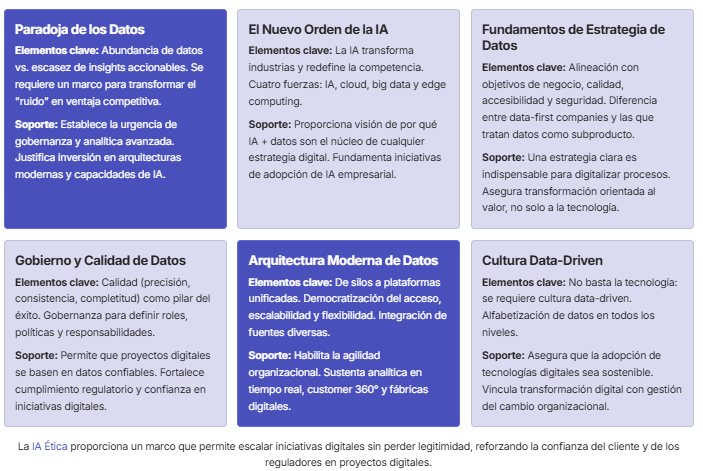 Paradoja de los Datos
Elementos clave: Abundancia de datos
vs. escasez de insights accionables. Se
requiere un marco para transformar el
"ruido" en ventaja competitiva.
Soporte: Establece la urgencia de
gobernanza y analítica avanzada.
Justifica inversión en arquitecturas
modernas y capacidades de IA.
El Nuevo Orden de la IA
Elementos clave: La IA transforma
industrias y redefine la competencia.
Cuatro fuerzas: IA, cloud, big data y edge
computing.
Soporte: Proporciona visión de por qué
IA + datos son el núcleo de cualquier
estrategia digital. Fundamenta iniciativas
de adopción de IA empresarial.
Fundamentos de Estrategia de
Datos
Elementos clave: Alineación con
objetivos de negocio, calidad,
accesibilidad y seguridad. Diferencia
entre data-first companies y las que
tratan datos como subproducto.
Soporte: Una estrategia clara es
indispensable para digitalizar procesos.
Asegura transformación orientada al
valor, no solo a la tecnología.
Gobierno y Calidad de Datos
Elementos clave: Calidad (precisión,
consistencia, completitud) como pilar del
éxito. Gobernanza para definir roles,
políticas y responsabilidades.
Soporte: Permite que proyectos digitales
se basen en datos confiables. Fortalece
cumplimiento regulatorio y confianza en
iniciativas digitales.
Arquitectura Moderna de Datos
Elementos clave: De silos a plataformas
unificadas. Democratización del acceso,
escalabilidad y flexibilidad. Integración de
fuentes diversas.
Soporte: Habilita la agilidad
organizacional. Sustenta analítica en
tiempo real, customer 360° y fábricas
digitales.
Cultura Data-Driven
Elementos clave: No basta la tecnología:
se requiere cultura data-driven.
Alfabetización de datos en todos los
niveles.
Soporte: Asegura que la adopción de
tecnologías digitales sea sostenible.
Vincula transformación digital con gestión
del cambio organizacional.
La IA Ética proporciona un marco que permite escalar iniciativas digitales sin perder legitimidad, reforzando la confianza del cliente y de los
reguladores en proyectos digitales.